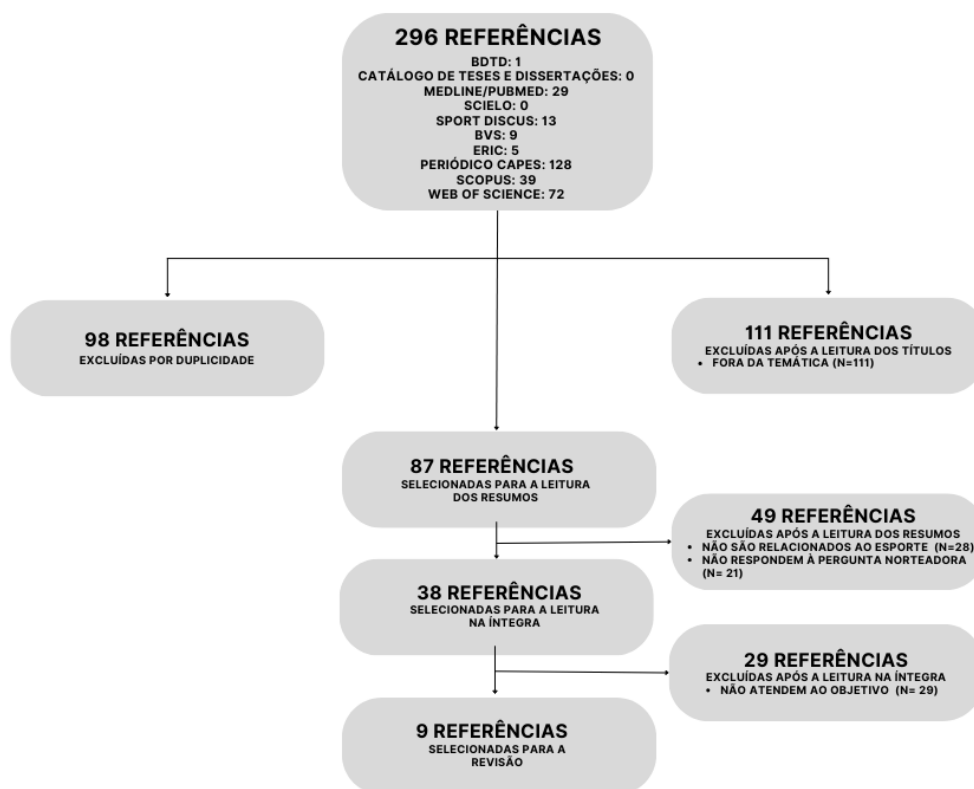 296 REFERÊNCIAS
BDTD: 1
CATÁLOGO DE TESES E DISSERTAÇÕES: 0
MEDLINE/PUBMED: 29
SCIELO: 0
SPORT DISCUS: 13
BVS: 9
ERIC: 5
PERIÓDICO CAPES: 128
SCOPUS: 39
WEB OF SCIENCE: 72
98 REFERÊNCIAS
EXCLUÍDAS POR DUPLICIDADE
111 REFERÊNCIAS
EXCLUÍDAS APÓS A LEITURA DOS TÍTULOS
• FORA DA TEMÁTICA (N=111)
87 REFERÊNCIAS
SELECIONADAS PARA A LEITURA
DOS RESUMOS
49 REFERÊNCIAS
EXCLUÍDAS APÓS A LEITURA DOS RESUMOS
• NÃO SÃO RELACIONADOS AO ESPORTE (N=28)
• NÃO RESPONDEM À PERGUNTA NORTEADORA
(N= 21)
38 REFERÊNCIAS
SELECIONADAS PARA A LEITURA
NA ÍNTEGRA
29 REFERÊNCIAS
EXCLUÍDAS APÓS A LEITURA NA ÍNTEGRA
• NÃO ATENDEM AO OBJETIVO (N= 29)
9 REFERÊNCIAS
SELECIONADAS PARA A
REVISÃO